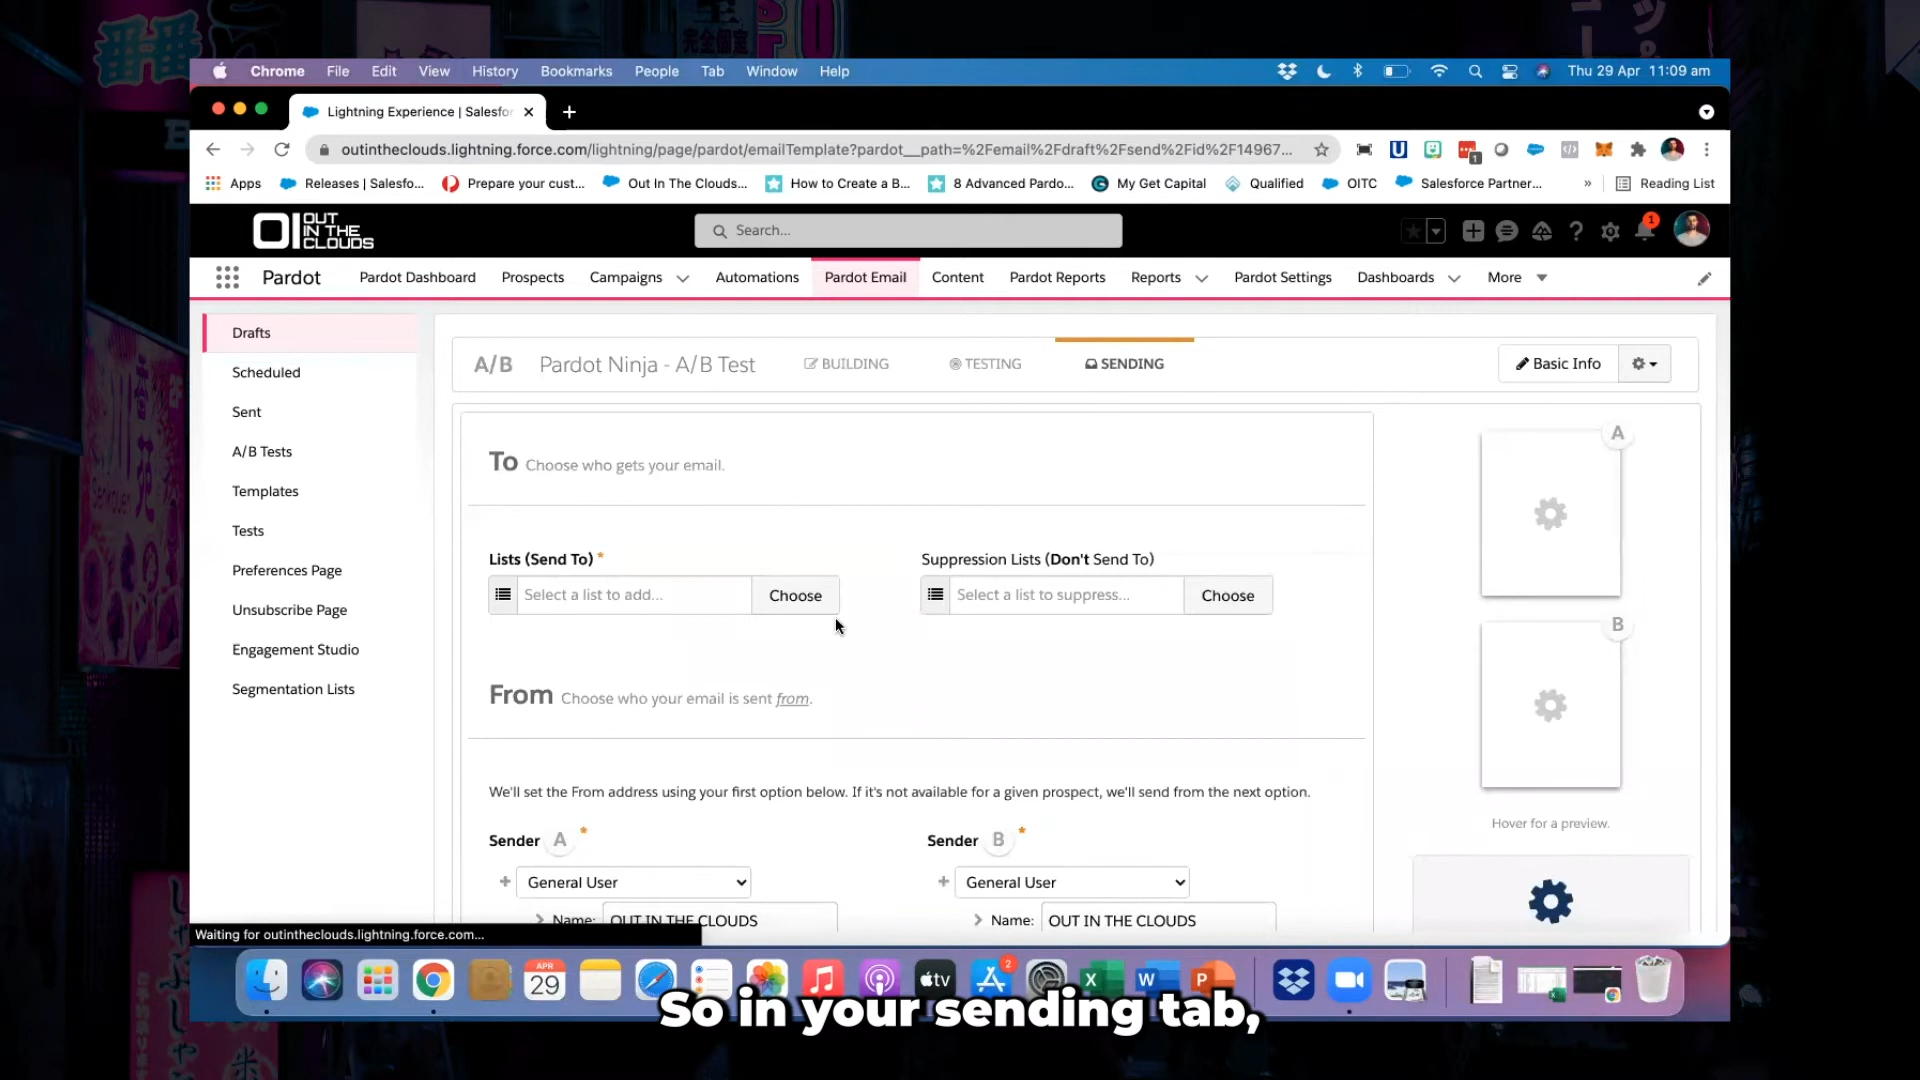 Chrome File Edit View History Bookmarks People Tab Window Help Thu 29 Apr 11:09 am
Lightning Experience | Salesfo
outintheclouds.lightning.force.com/lightning/page/pardot/emailTemplate?pardot__path=%2Femail%2Fdraft%2Fsend%2Fid%2F14967...
1
Apps Releases | Salesfo... Prepare your cust... Out In The Clouds... How to Create a B... 8 Advanced Pardo... My Get Capital Qualified OITC Salesforce Partner... » Reading List
OI OUT
IN THE
CLOUDS
Search...
1
Pardot Pardot Dashboard Prospects Campaigns Automations Pardot Email Content Pardot Reports Reports Pardot Settings Dashboards More
Drafts
Scheduled
Sent
A/B Tests
Templates
Tests
Preferences Page
Unsubscribe Page
Engagement Studio
Segmentation Lists
A/B Pardot Ninja - A/B Test BUILDING TESTING SENDING Basic Info
To Choose who gets your email.
Lists (Send To) * Suppression Lists (Don't Send To)
Select a list to add... Choose Select a list to suppress... Choose
From Choose who your email is sent from.
We'll set the From address using your first option below. If it's not available for a given prospect, we'll send from the next option.
Sender A * Sender B *
General User General User
Name: OUT IN THE CLOUDS Name: OUT IN THE CLOUDS
A
B
Hover for a preview.
Waiting for outintheclouds.lightning.force.com...
APR
29
tv
2
X W P
So in your sending tab,